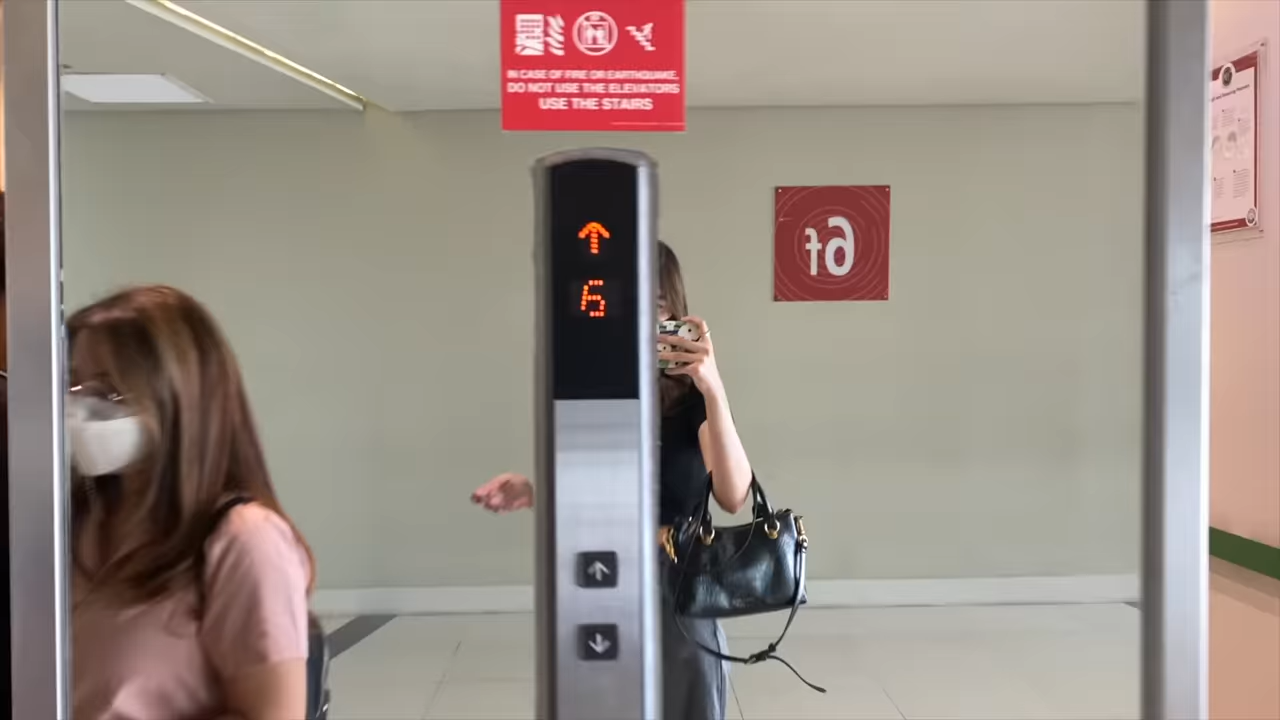 IN CASE OF FIRE OR EARTHQUAKE,
DO NOT USE THE ELEVATORS
USE THE STAIRS
6
6f